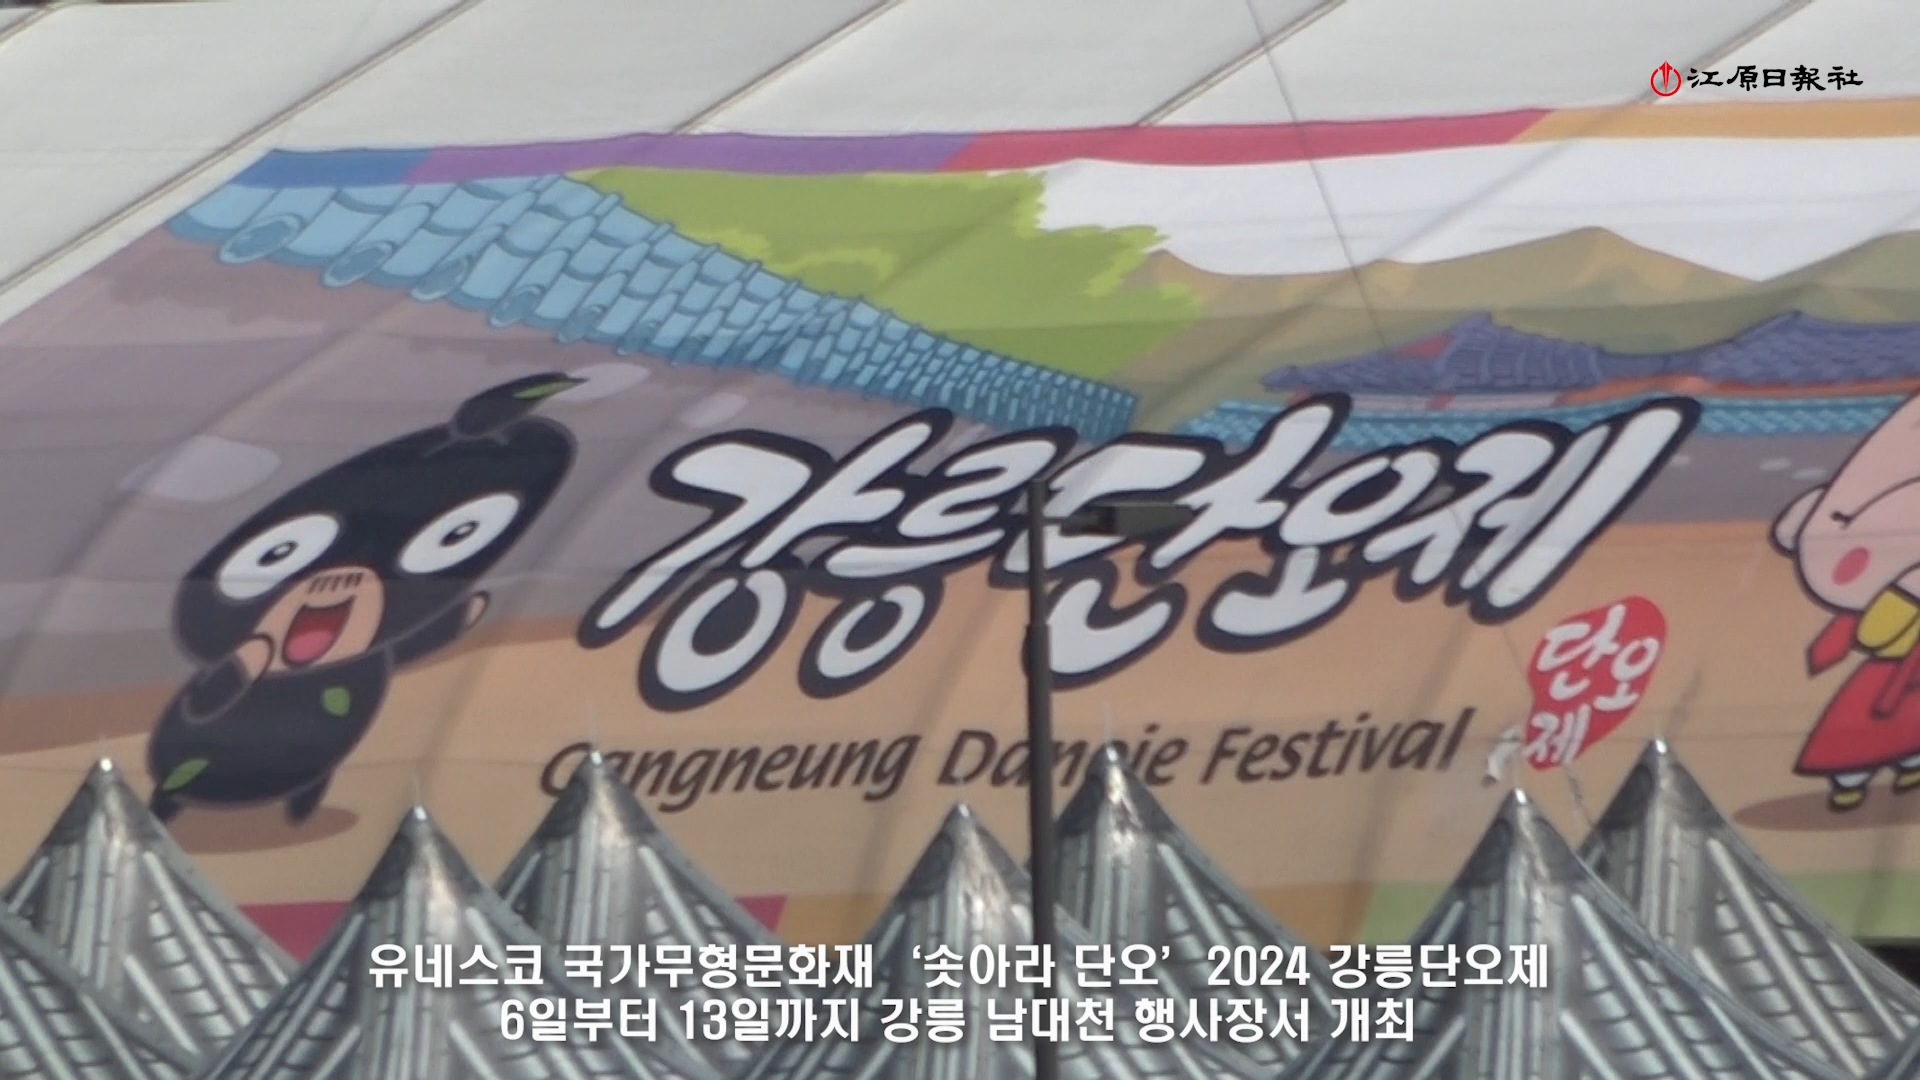 江原日報社
강릉단오제
단오
제
Gangneung Danoje Festival
유네스코 국가무형문화재 ‘솟아라 단오’ 2024 강릉단오제
6일부터 13일까지 강릉 남대천 행사장서 개최